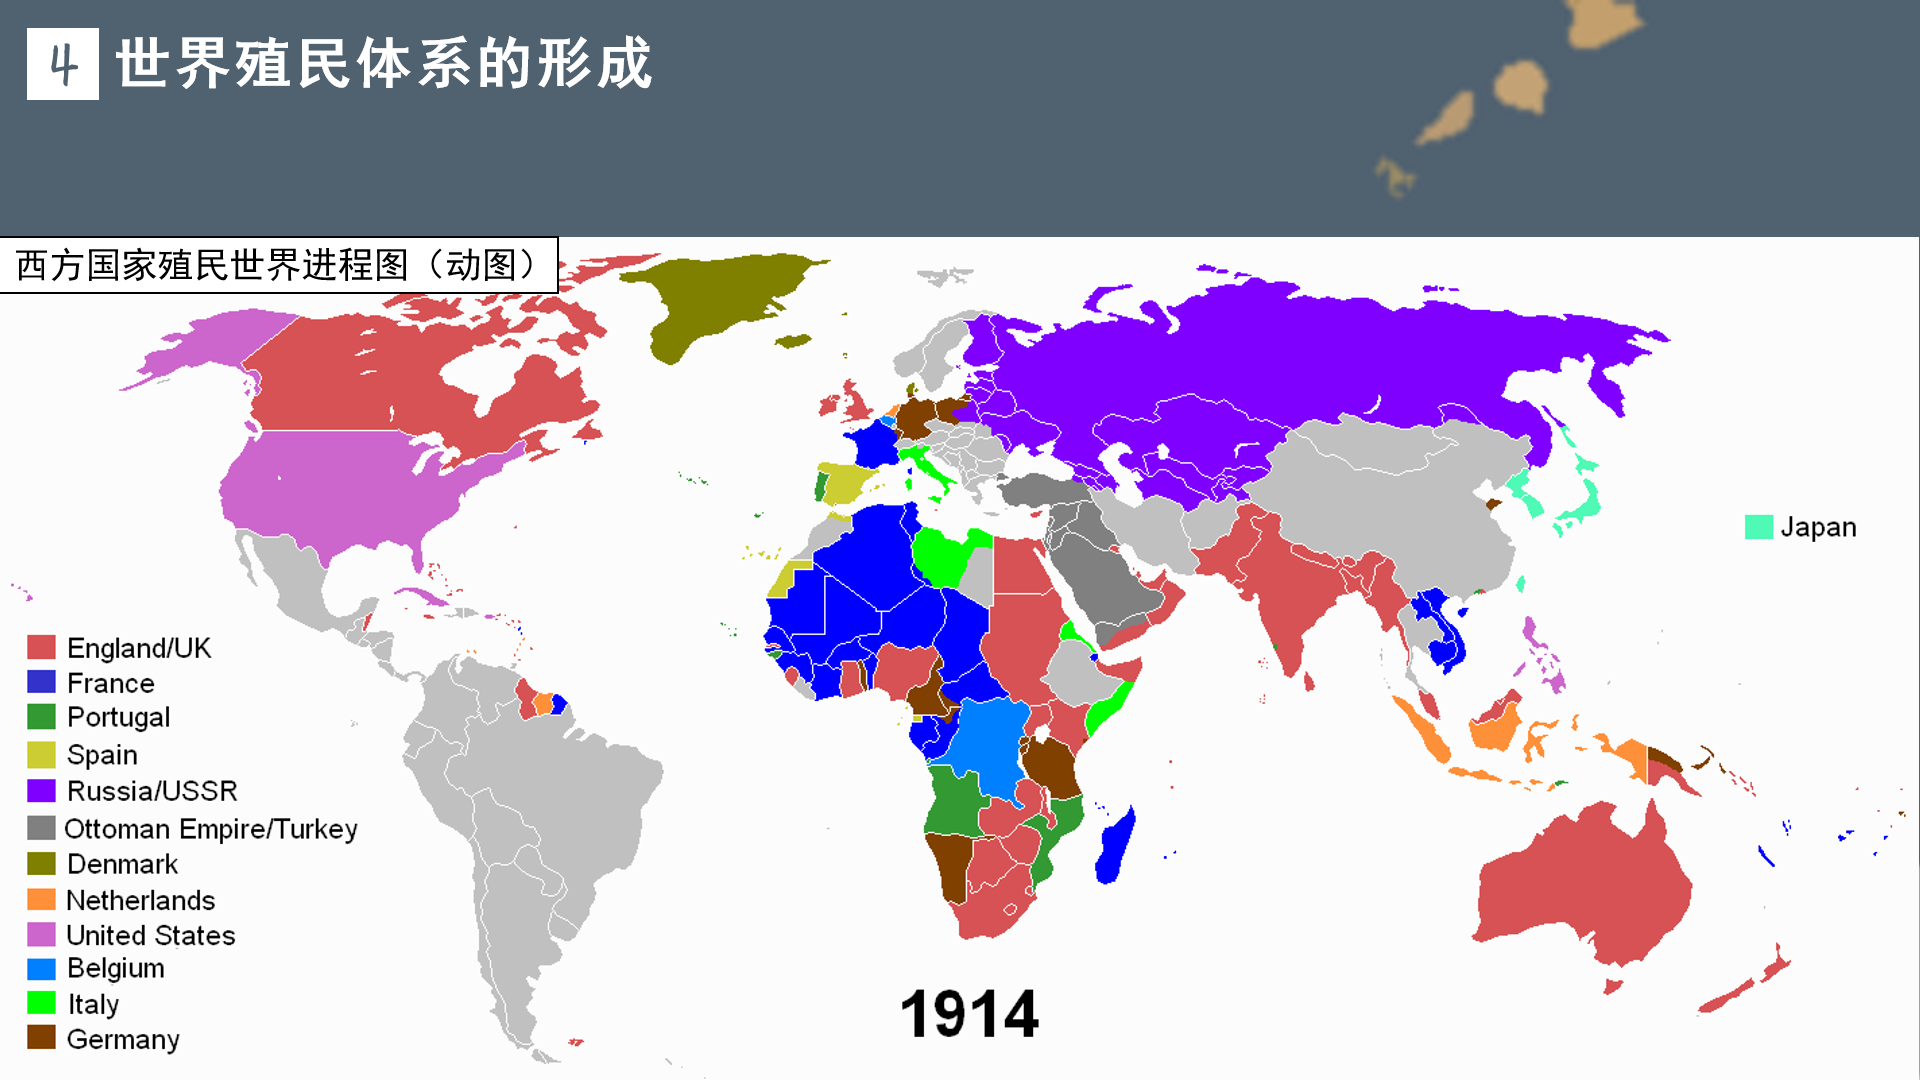 4 世界殖民体系的形成
西方国家殖民世界进程图（动图）
Japan
England/UK
France
Portugal
Spain
Russia/USSR
Ottoman Empire/Turkey
Denmark
Netherlands
United States
Belgium
Italy
Germany
1914